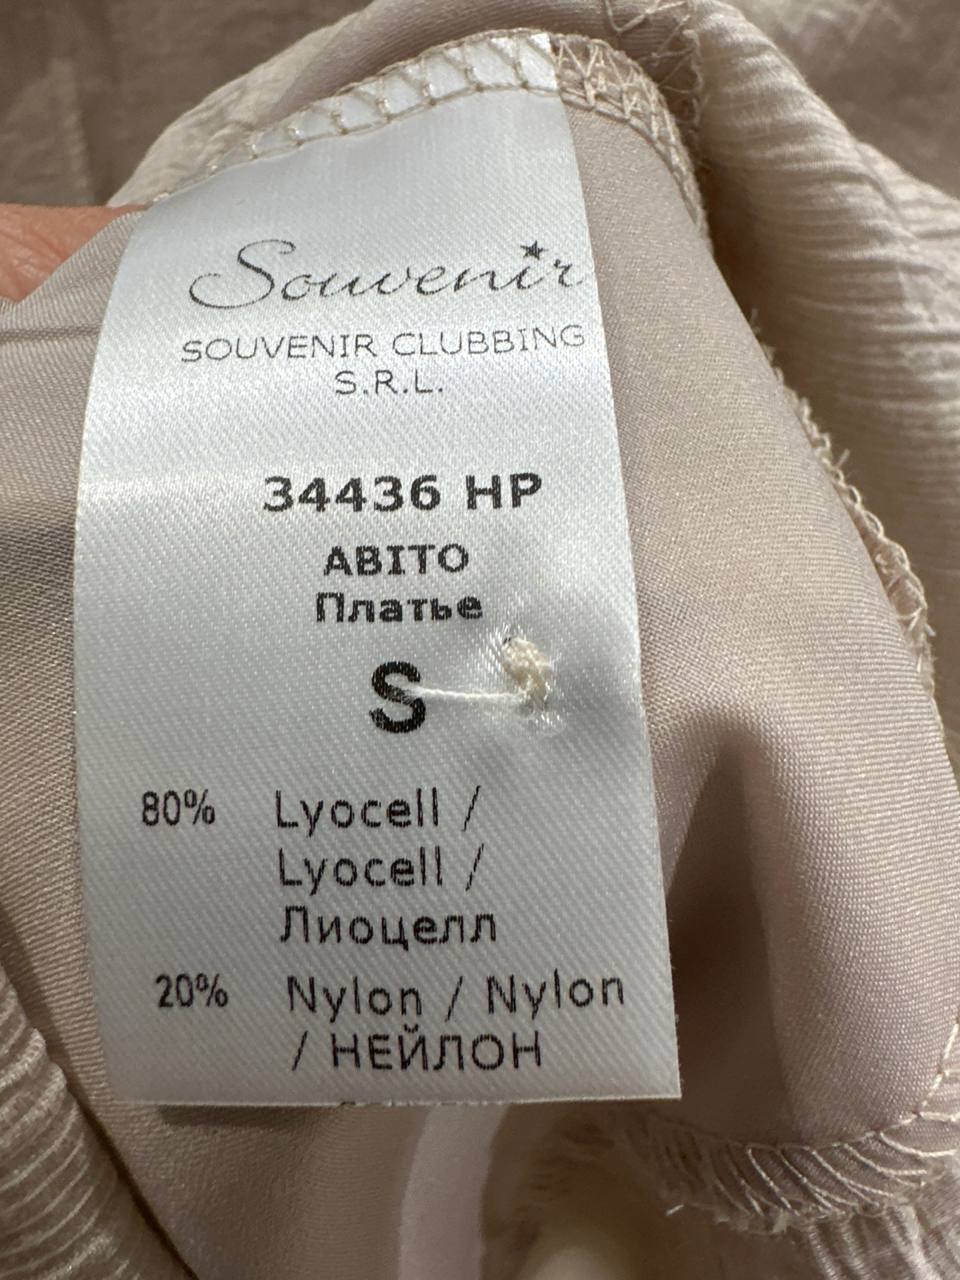 Souvenir
SOUVENIR CLUBBING
S.R.L.
34436 HP
ABITO
Платье
S
80% Lyocell /
Lyocell /
Лиоцелл
20% Nylon / Nylon
/ НЕЙЛОН